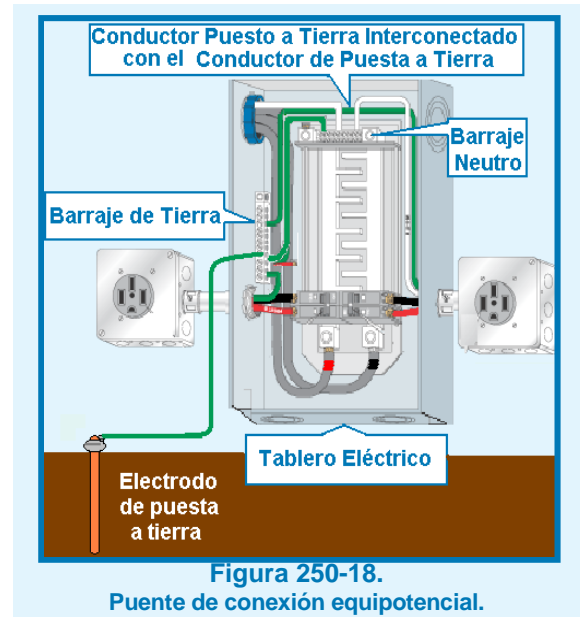 Conductor Puesto a Tierra Interconectado
con el Conductor de Puesta a Tierra
Barraje
Neutro
Barraje de Tierra
Tablero Eléctrico
Electrodo
de puesta
a tierra
Figura 250-18.
Puente de conexión equipotencial.